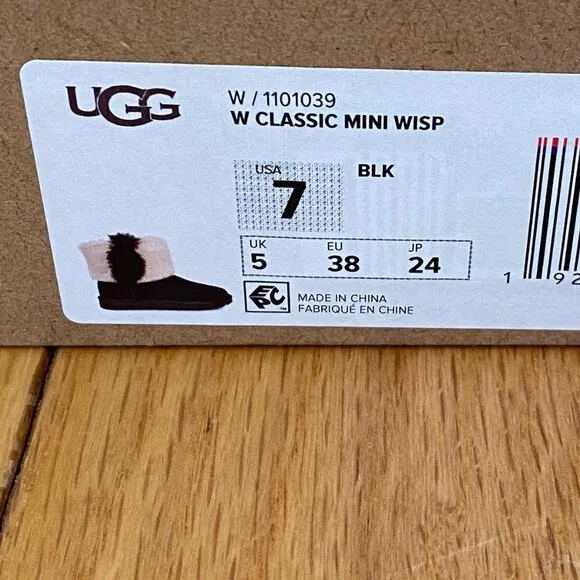 UGG
W / 1101039
W CLASSIC MINI WISP
USA
7
BLK
UK EU JP
5 38 24
EPC
MADE IN CHINA
FABRIQUÉ EN CHINE
1 92